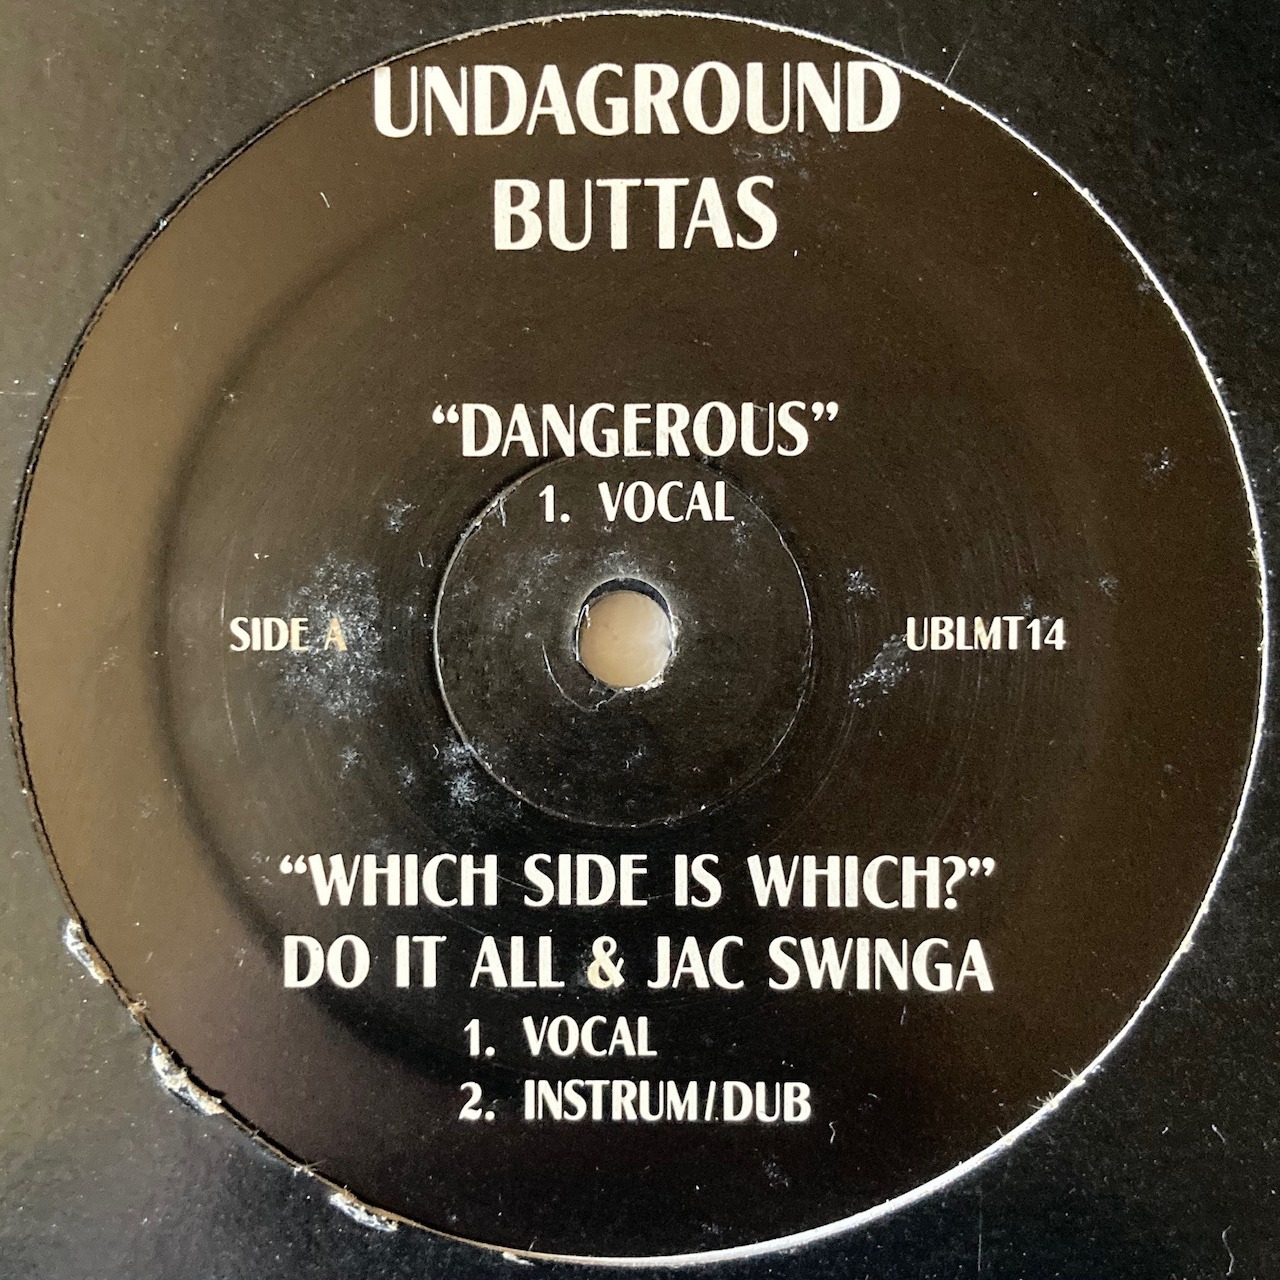 UNDAGROUND
BUTTAS
“DANGEROUS”
1. VOCAL
SIDE A
UBLMT14
“WHICH SIDE IS WHICH?”
DO IT ALL & JAC SWINGA
1. VOCAL
2. INSTRUM/DUB